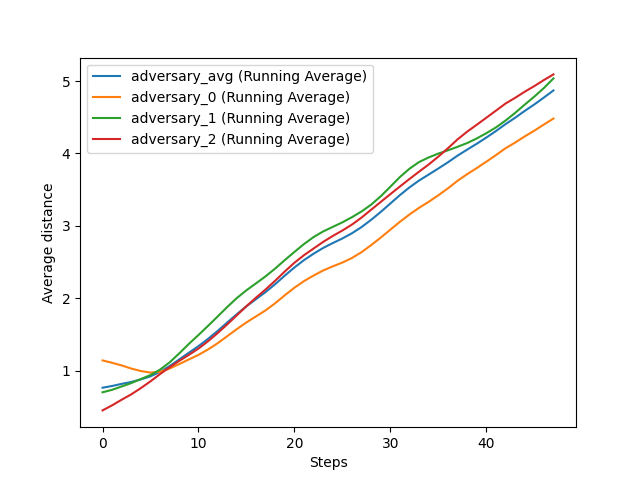 adversary_avg (Running Average)
adversary_0 (Running Average)
adversary_1 (Running Average)
adversary_2 (Running Average)
5
4
3
2
1
Average distance
0 10 20 30 40
Steps